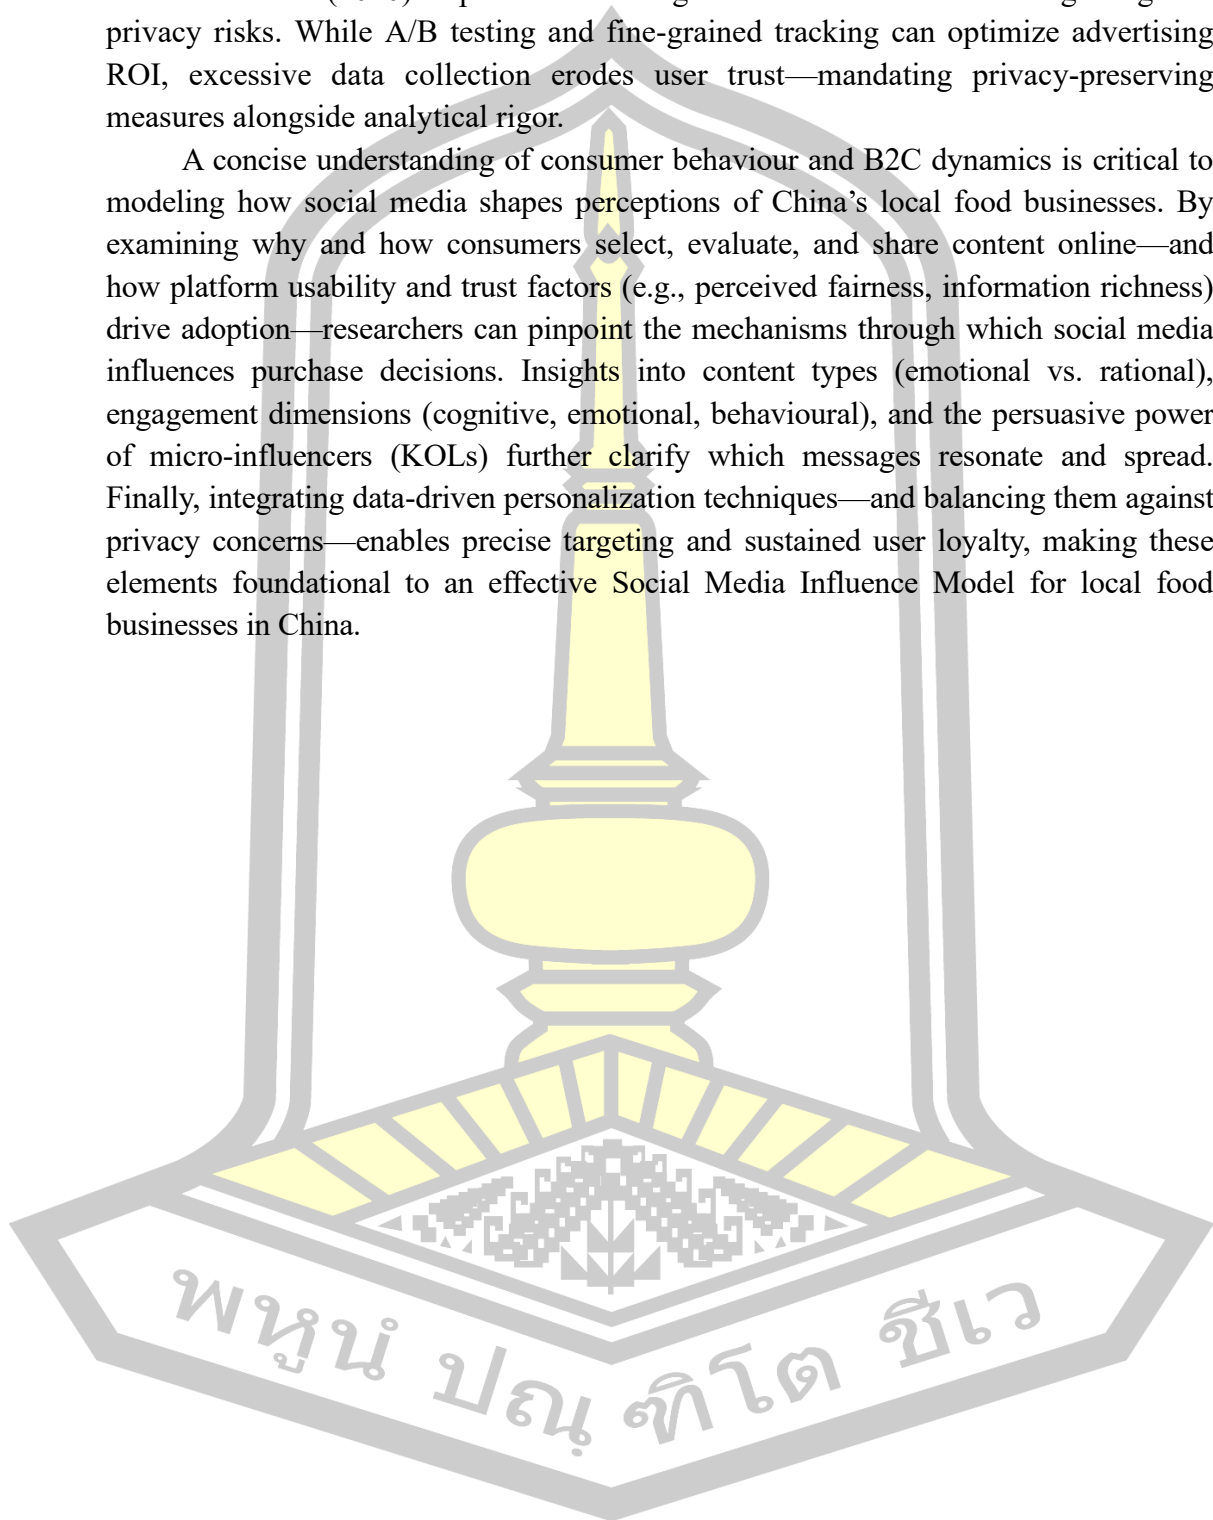 privacy risks. While A/B testing and fine-grained tracking can optimize advertising
ROI, excessive data collection erodes user trust—mandating privacy-preserving
measures alongside analytical rigor.
A concise understanding of consumer behaviour and B2C dynamics is critical to
modeling how social media shapes perceptions of China’s local food businesses. By
examining why and how consumers select, evaluate, and share content online—and
how platform usability and trust factors (e.g., perceived fairness, information richness)
drive adoption—researchers can pinpoint the mechanisms through which social media
influences purchase decisions. Insights into content types (emotional vs. rational),
engagement dimensions (cognitive, emotional, behavioural), and the persuasive power
of micro-influencers (KOLs) further clarify which messages resonate and spread.
Finally, integrating data-driven personalization techniques—and balancing them against
privacy concerns—enables precise targeting and sustained user loyalty, making these
elements foundational to an effective Social Media Influence Model for local food
businesses in China.
พหูนํ ปณฺฑิโต ชีเว